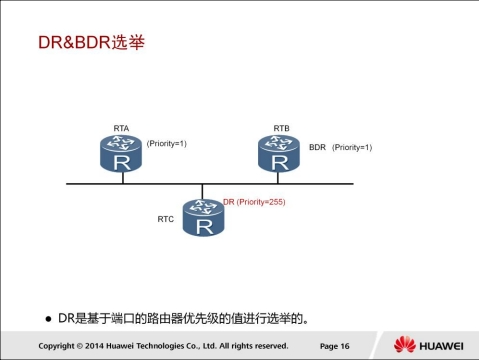 DR&BDR选举
RTA
(Priority=1)
R
RTB
BDR (Priority=1)
R
DR (Priority=255)
RTC
R
● DR是基于端口的路由器优先级的值进行选举的。
Copyright © 2014 Huawei Technologies Co., Ltd. All rights reserved.
Page 16
HUAWEI